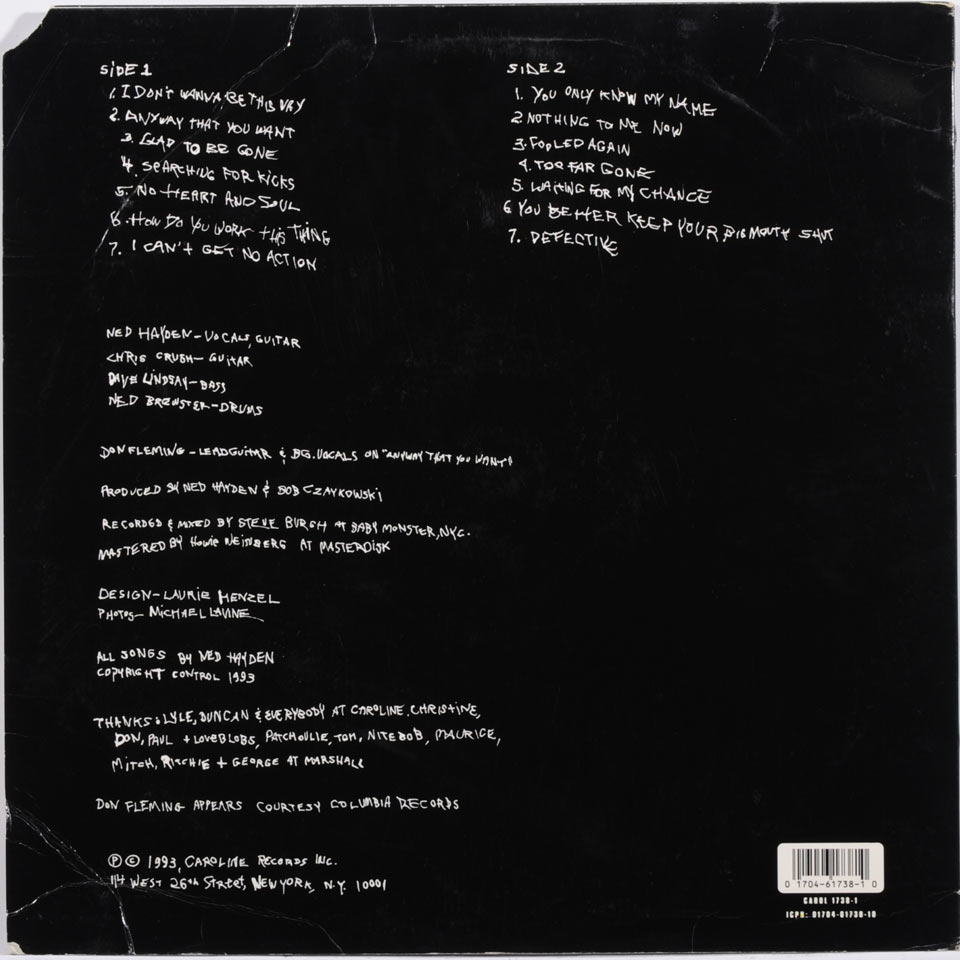 SIDE 1
1. I DON'T WANNA BE THIS WAY
2. ANYWAY THAT YOU WANT
3. GLAD TO BE GONE
4. SEARCHING FOR KICKS
5. NO HEART AND SOUL
6. HOW DO YOU WORK THIS THING
7. I CAN'T GET NO ACTION
SIDE 2
1. YOU ONLY KNOW MY NAME
2. NOTHING TO ME NOW
3. FOOLED AGAIN
4. TOO FAR GONE
5. WAITING FOR MY CHANCE
6 YOU BETTER KEEP YOUR BIG MOUTH SHUT
7. DEFECTIVE
NED HAYDEN - VOCALS, GUITAR
CHRIS CRUSH - GUITAR
DAVE LINDSAY - BASS
NED BREWSTER - DRUMS
DON FLEMING - LEAD GUITAR & BG. VOCALS ON "ANYWAY THAT YOU WANT"
PRODUCED BY NED HAYDEN & BOB CZAYKOWSKI
RECORDED & MIXED BY STEVE BURGH AT BABY MONSTER, NYC.
MASTERED BY HOWIE WEINBERG AT MASTERDISK
DESIGN - LAURIE HENZEL
PHOTOS - MICHAEL LAVINE
ALL SONGS BY NED HAYDEN
COPYRIGHT CONTROL 1993
THANKS: LYLE, DUNCAN & EVERYBODY AT CAROLINE, CHRISTINE,
DON, PAUL + LOVEBLOBS, PATCHOULIE, TOM, NITEBOB, MAURICE,
MITCH, RITCHIE + GEORGE AT MARSHALL
DON FLEMING APPEARS COURTESY COLUMBIA RECORDS
℗ © 1993, CAROLINE RECORDS INC.
114 WEST 26TH STREET, NEW YORK, N.Y. 10001
0 1704-61738-1 0
CAROL 1738-1
ICPN: 01704-61738-10